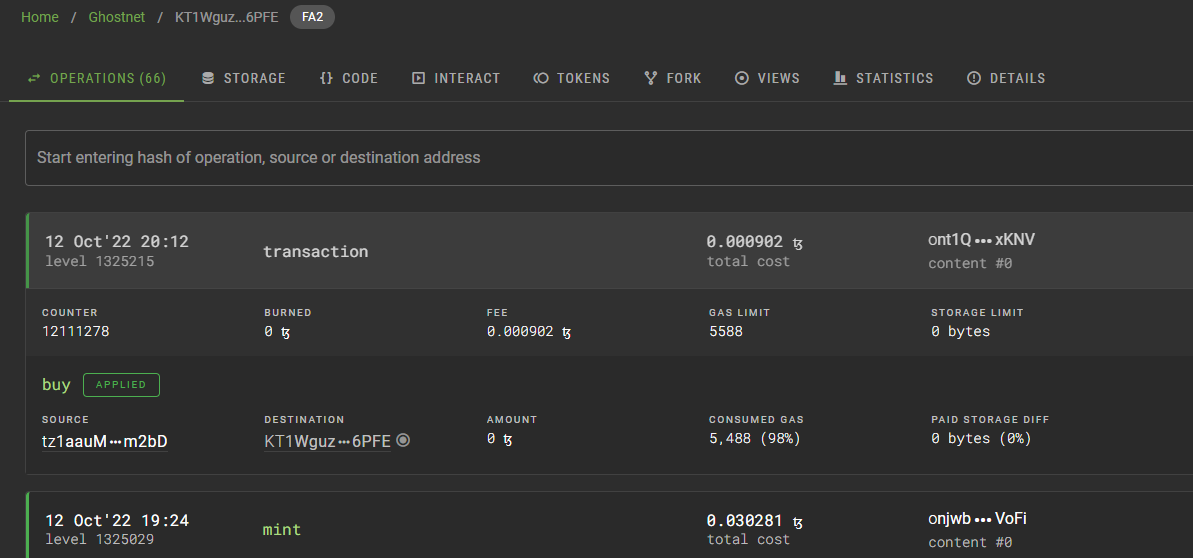 Home / Ghostnet / KT1Wguz...6PFE FA2
OPERATIONS (66) STORAGE {} CODE INTERACT TOKENS FORK VIEWS STATISTICS DETAILS
Start entering hash of operation, source or destination address
12 Oct'22 20:12 transaction 0.000902 ꜩ ont1Q•••xKNV
level 1325215 total cost content #0
COUNTER BURNED FEE GAS LIMIT STORAGE LIMIT
12111278 0 ꜩ 0.000902 ꜩ 5588 0 bytes
buy APPLIED
SOURCE DESTINATION AMOUNT CONSUMED GAS PAID STORAGE DIFF
tz1aauM•••m2bD KT1Wguz•••6PFE 0 ꜩ 5,488 (98%) 0 bytes (0%)
12 Oct'22 19:24 mint 0.030281 ꜩ onjwb•••VoFi
level 1325029 total cost content #0